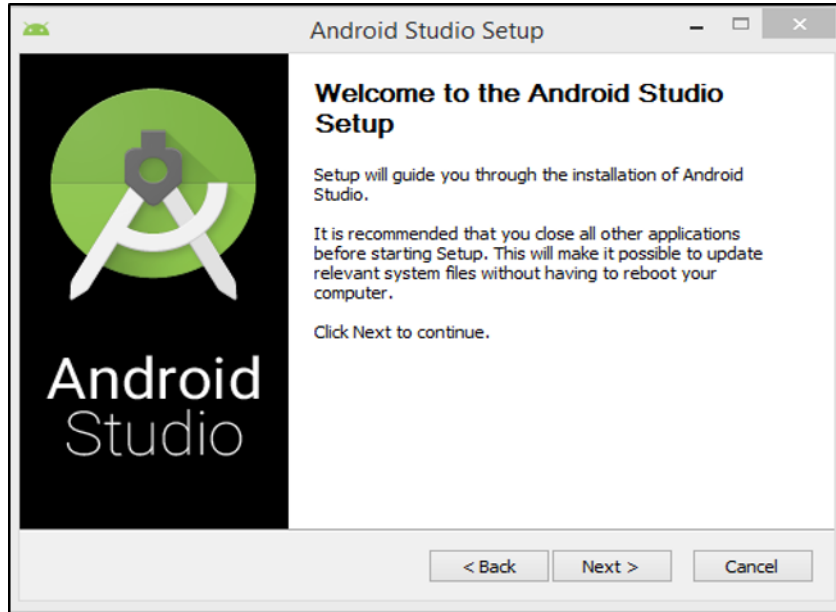 Android Studio Setup
Welcome to the Android Studio
Setup
Setup will guide you through the installation of Android
Studio.
It is recommended that you close all other applications
before starting Setup. This will make it possible to update
relevant system files without having to reboot your
computer.
Click Next to continue.
Android
Studio
< Back Next > Cancel